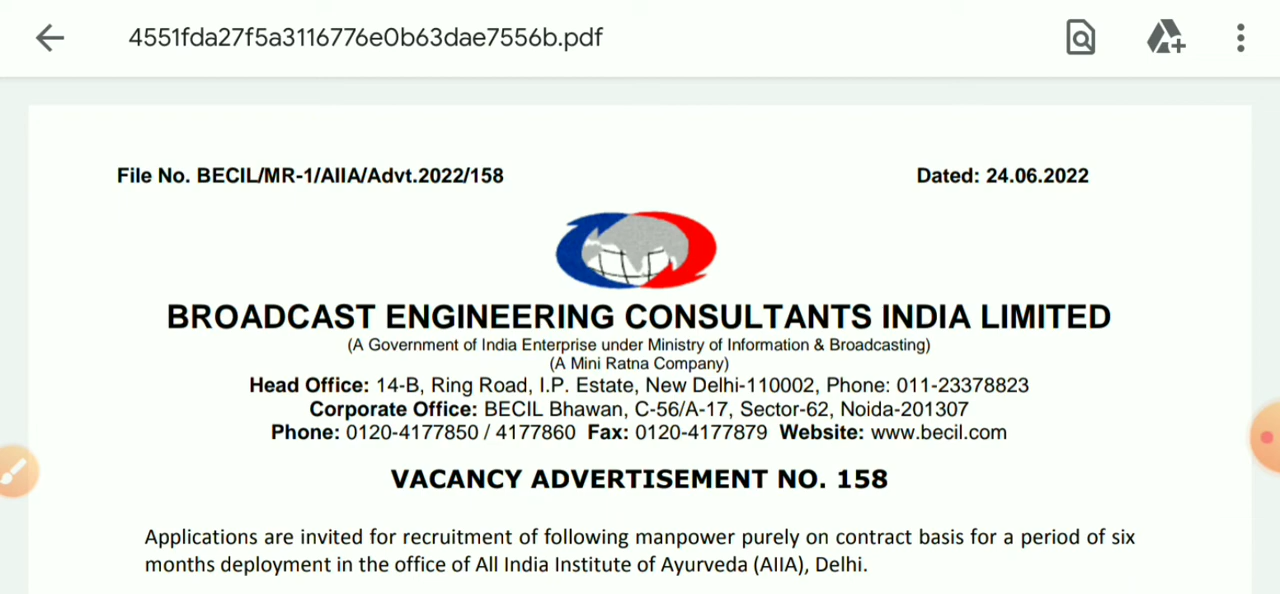 4551fda27f5a3116776e0b63dae7556b.pdf
File No. BECIL/MR-1/AIIA/Advt.2022/158 Dated: 24.06.2022
BROADCAST ENGINEERING CONSULTANTS INDIA LIMITED
(A Government of India Enterprise under Ministry of Information & Broadcasting)
(A Mini Ratna Company)
Head Office: 14-B, Ring Road, I.P. Estate, New Delhi-110002, Phone: 011-23378823
Corporate Office: BECIL Bhawan, C-56/A-17, Sector-62, Noida-201307
Phone: 0120-4177850 / 4177860 Fax: 0120-4177879 Website: www.becil.com
VACANCY ADVERTISEMENT NO. 158
Applications are invited for recruitment of following manpower purely on contract basis for a period of six
months deployment in the office of All India Institute of Ayurveda (AIIA), Delhi.